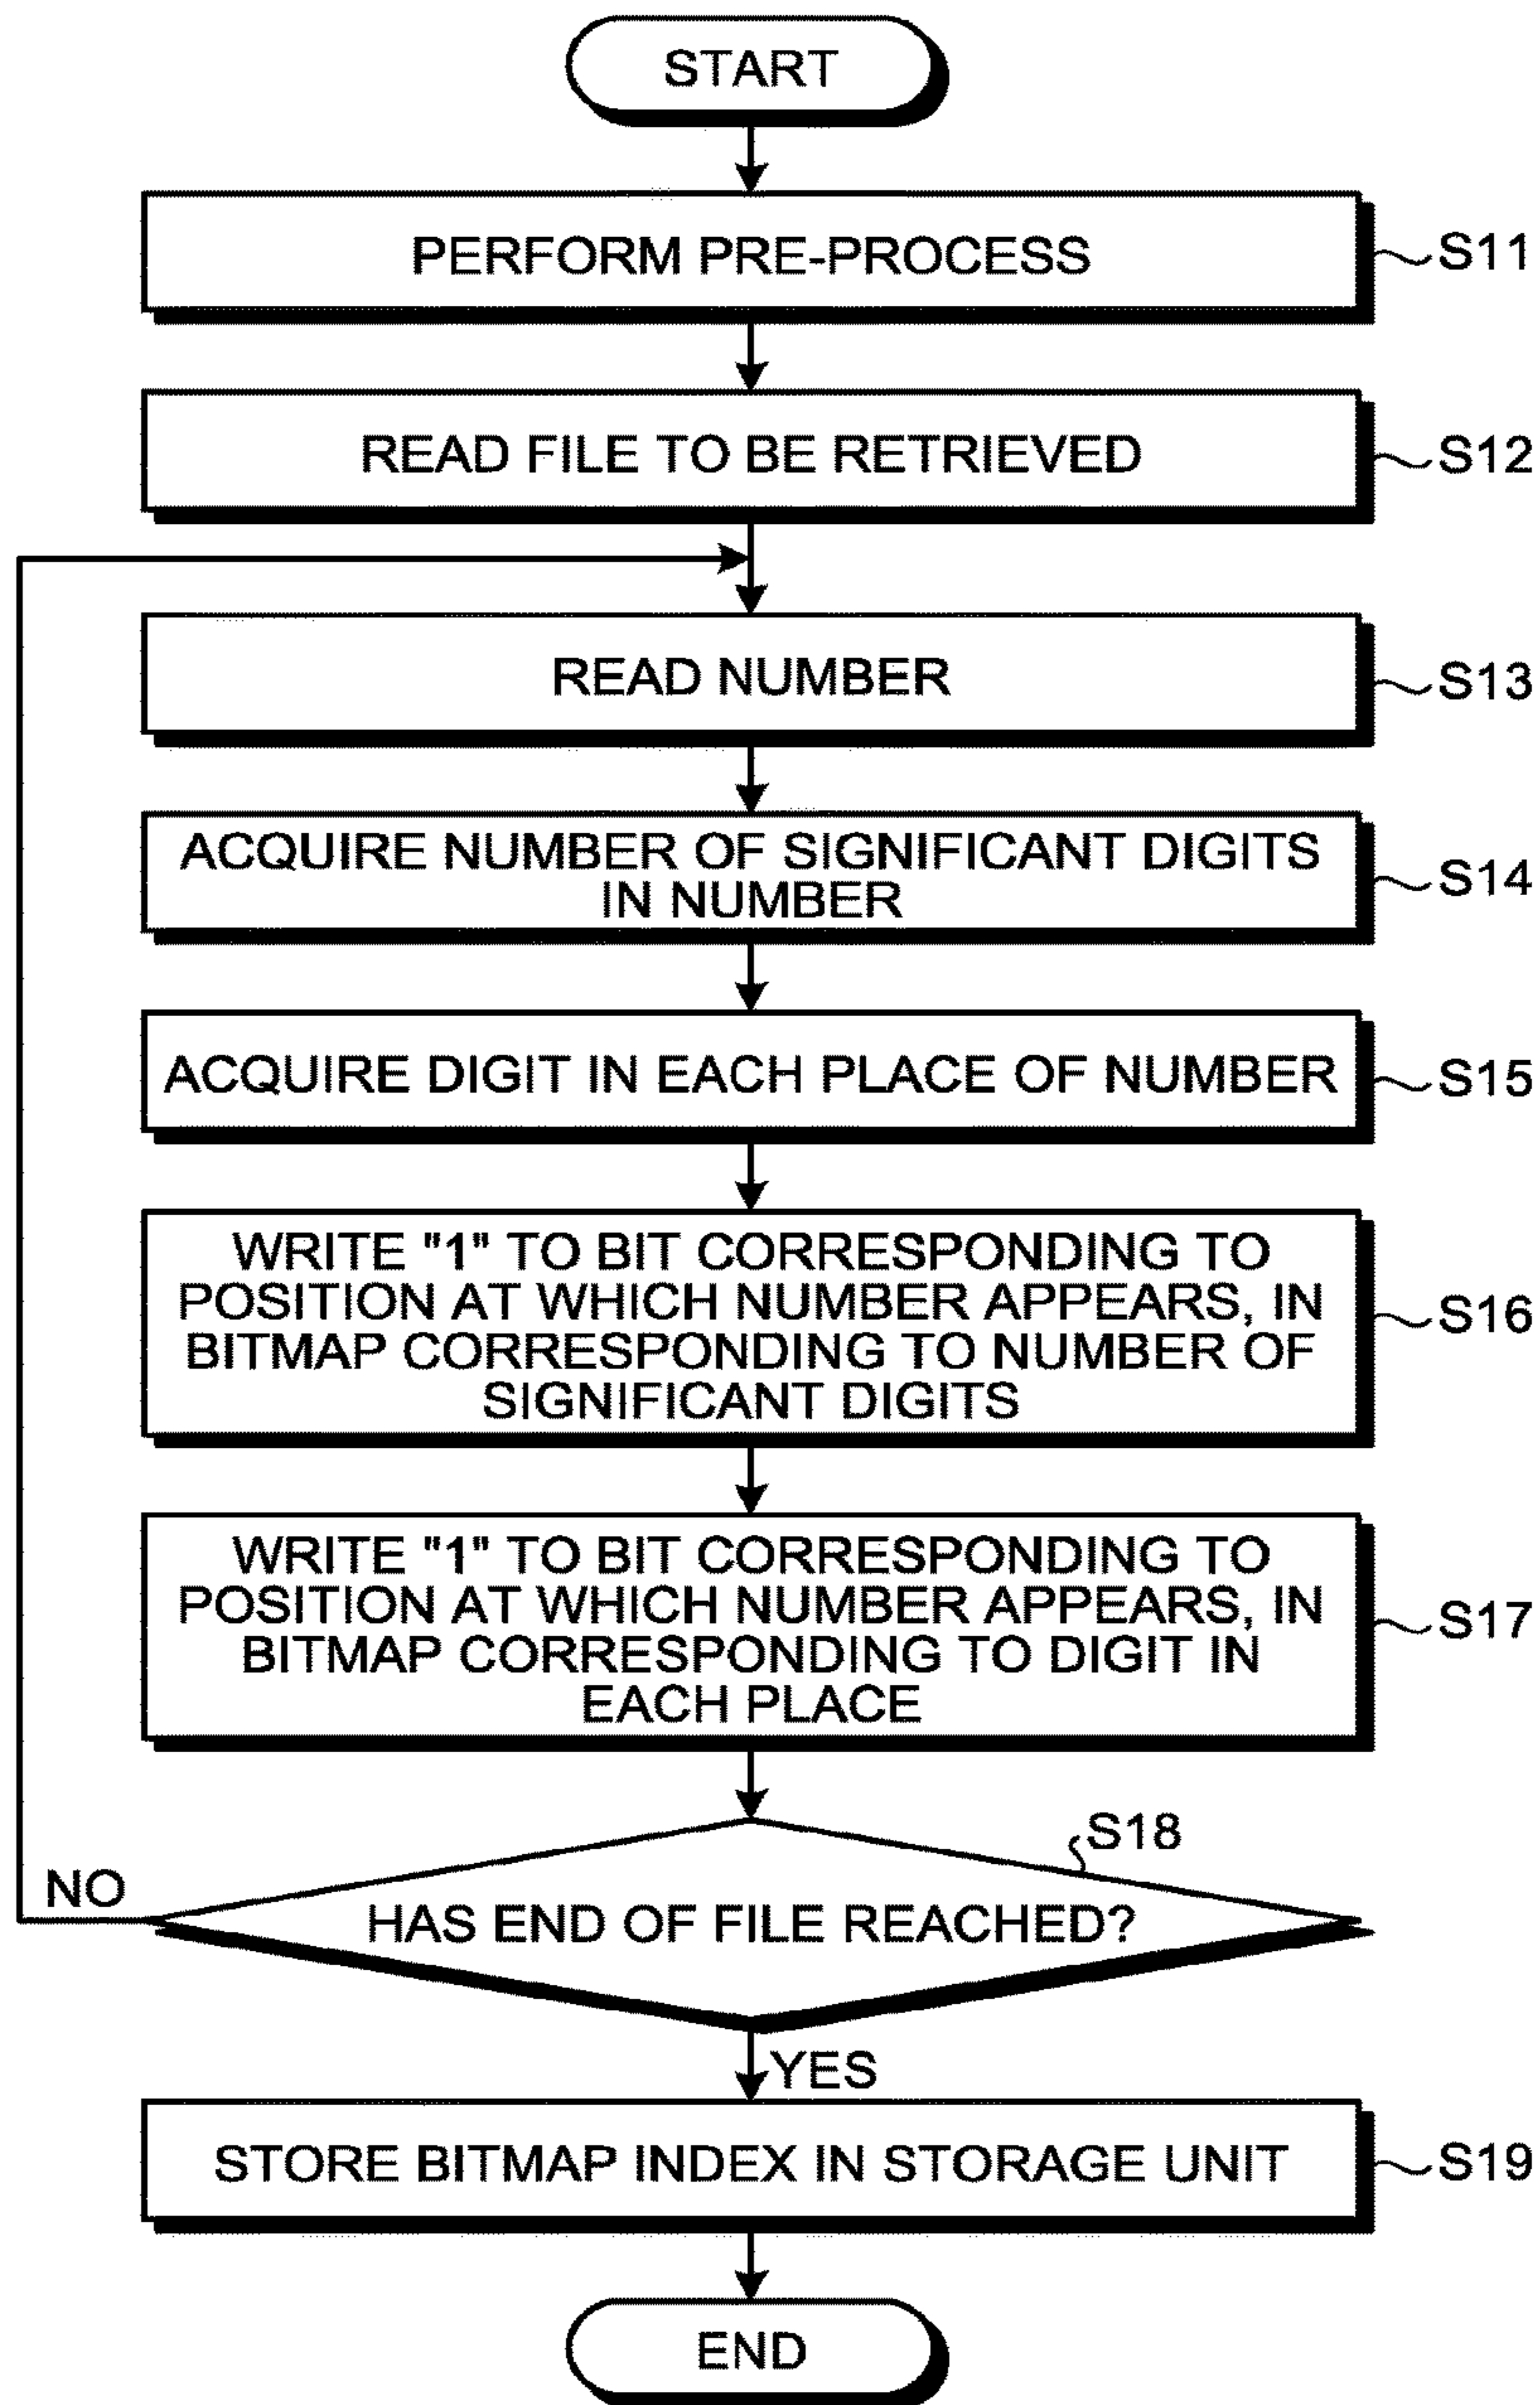 START
PERFORM PRE-PROCESS
S11
READ FILE TO BE RETRIEVED
S12
READ NUMBER
S13
ACQUIRE NUMBER OF SIGNIFICANT DIGITS
IN NUMBER
S14
ACQUIRE DIGIT IN EACH PLACE OF NUMBER
S15
WRITE "1" TO BIT CORRESPONDING TO
POSITION AT WHICH NUMBER APPEARS, IN
BITMAP CORRESPONDING TO NUMBER OF
SIGNIFICANT DIGITS
S16
WRITE "1" TO BIT CORRESPONDING TO
POSITION AT WHICH NUMBER APPEARS, IN
BITMAP CORRESPONDING TO DIGIT IN
EACH PLACE
S17
S18
NO
HAS END OF FILE REACHED?
YES
STORE BITMAP INDEX IN STORAGE UNIT
S19
END